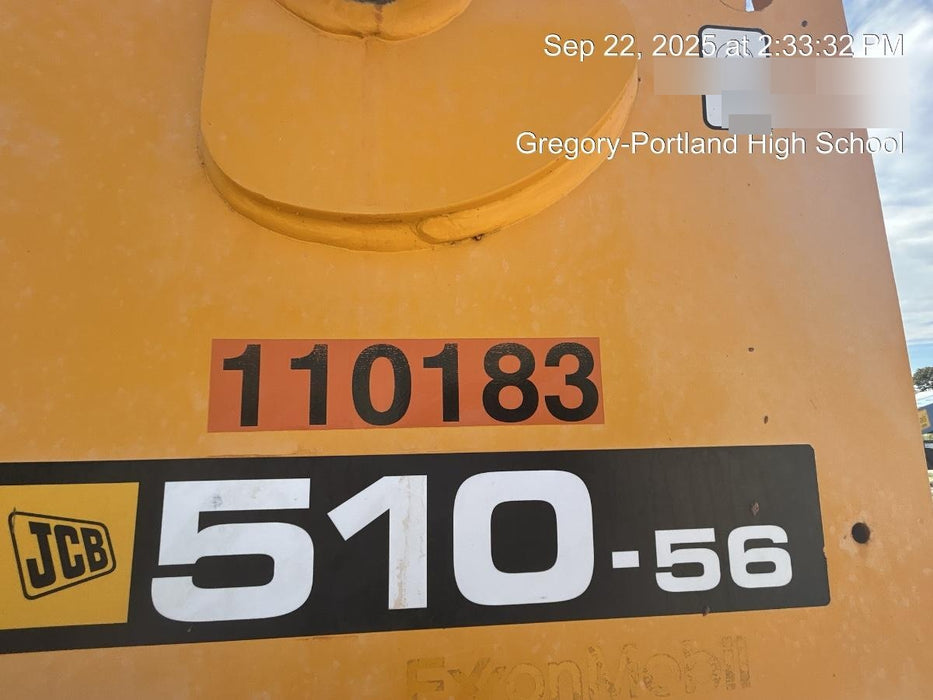 Sep 22, 2025 at 2:33:32 PM
Gregory-Portland High School
110183
JCB 510-56
ExxonMobil